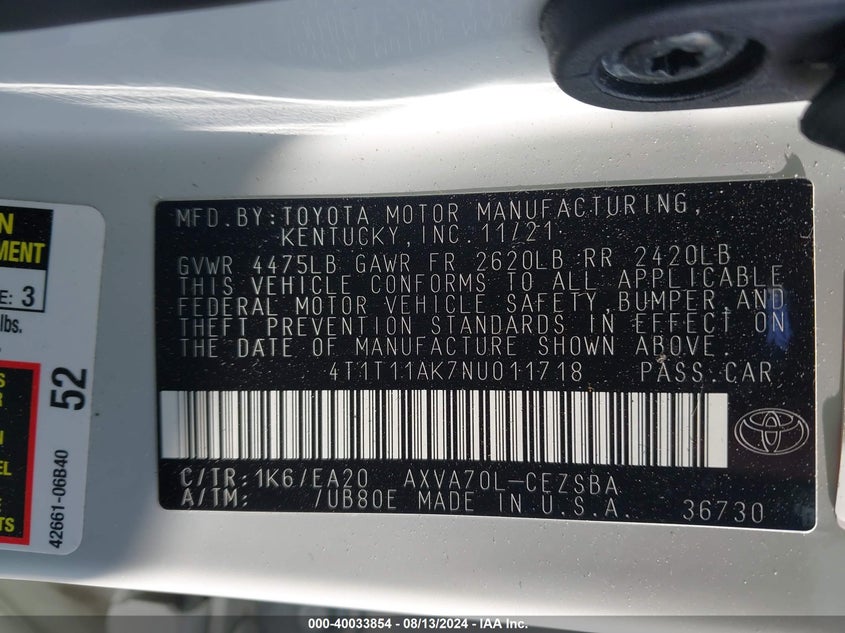 MFD. BY: TOYOTA MOTOR MANUFACTURING,
KENTUCKY, INC. 11/21
GVWR 4475LB GAWR FR 2620LB RR 2420LB
THIS VEHICLE CONFORMS TO ALL APPLICABLE
FEDERAL MOTOR VEHICLE SAFETY, BUMPER, AND
THEFT PREVENTION STANDARDS IN EFFECT ON
THE DATE OF MANUFACTURE SHOWN ABOVE.
4T1T11AK7NU011718 PASS. CAR
C/TR: 1K6/EA20 AXVA70L-CEZSBA
A/TM: /UB80E MADE IN U.S.A. 36730
E: 3
lbs.
52
42661-06B40
000-40033854 - 08/13/2024 - IAA Inc.